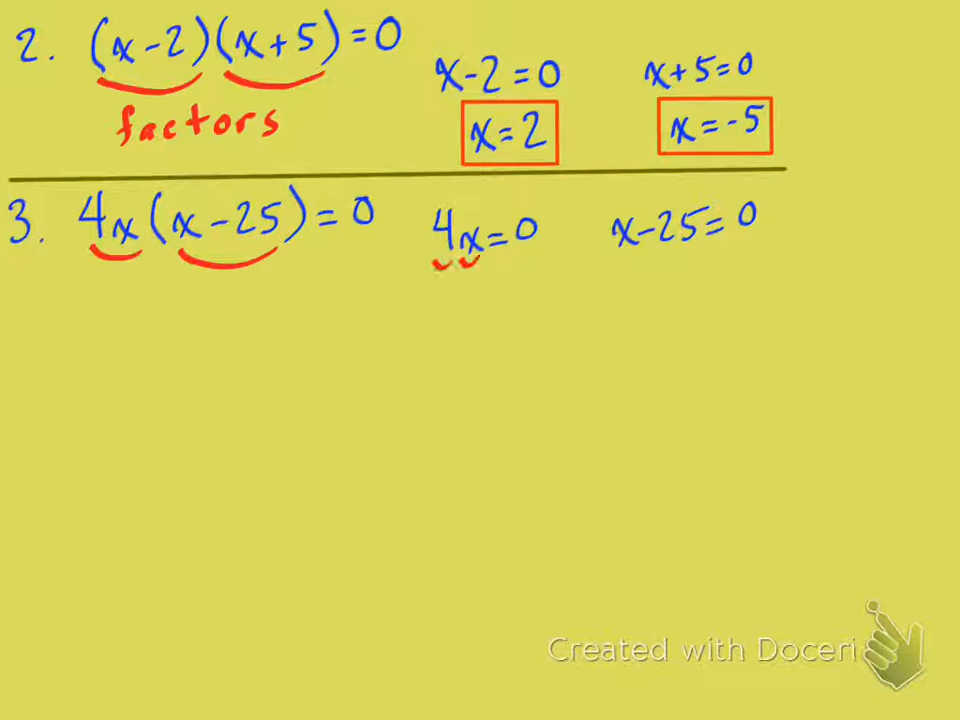 2. (x-2)(x+5)=0
factors
x-2=0
x=2
x+5=0
x=-5
3. 4x(x-25)=0
4x=0
x-25=0
Created with Doceri